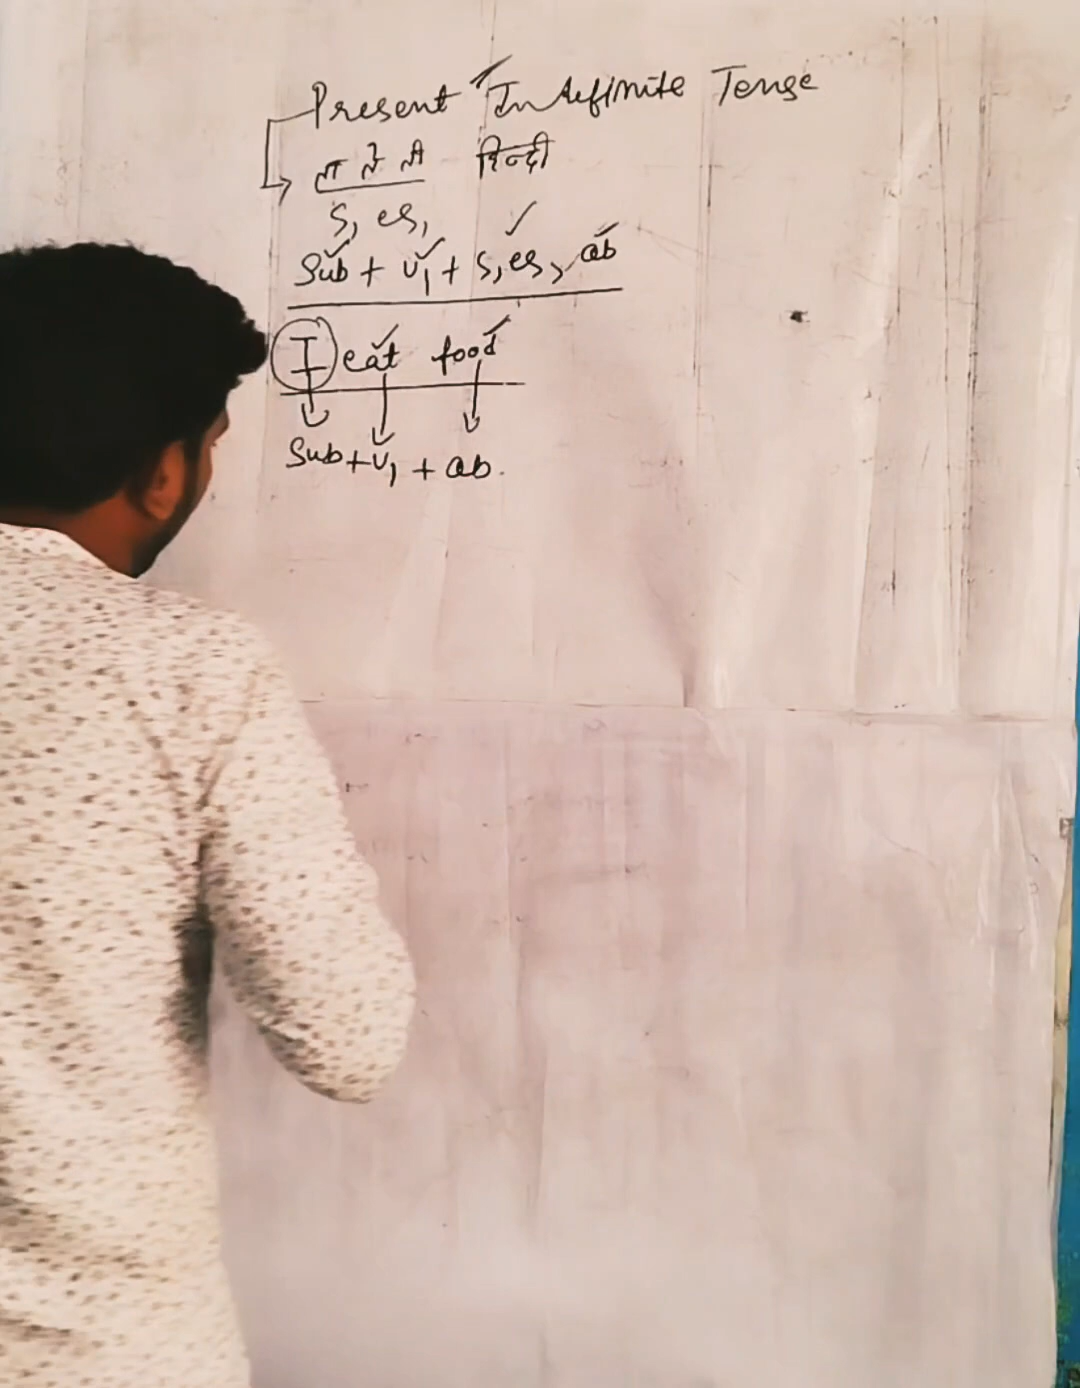 Present Indefinite Tense
ता ते ती हिन्दी
s, es,
Sub + v1 + s, es, ob
I eat food
Sub + v1 + ob.